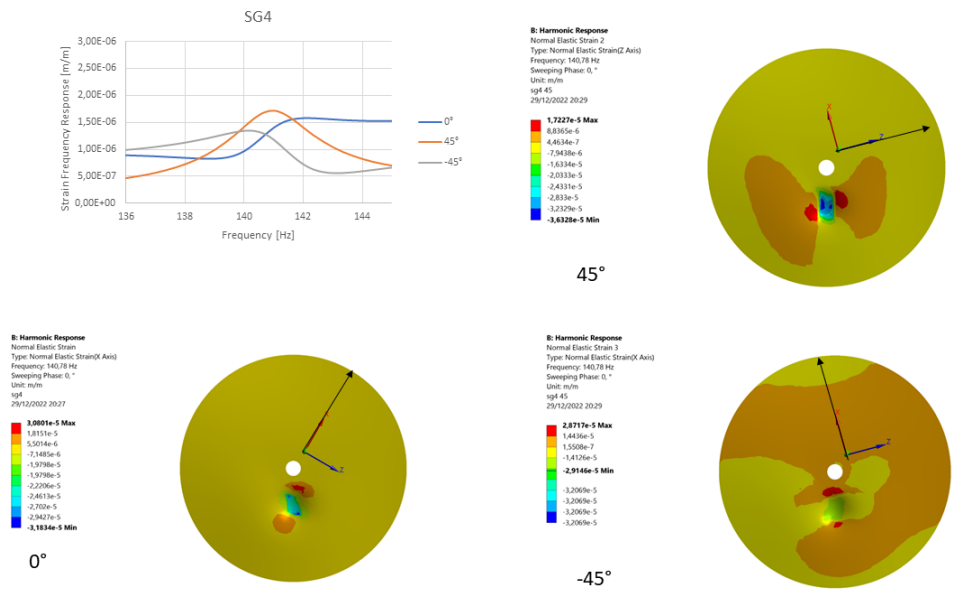 SG4
Strain Frequency Response [m/m]
3,00E-06
2,50E-06
2,00E-06
1,50E-06
1,00E-06
5,00E-07
0,00E+00
136
138
140
142
144
Frequency [Hz]
0°
45°
-45°
B: Harmonic Response
Normal Elastic Strain 2
Type: Normal Elastic Strain(Z Axis)
Frequency: 140,78 Hz
Sweeping Phase: 0, °
Unit: m/m
sg4 45
29/12/2022 20:29
1,7227e-5 Max
8,8365e-6
4,4634e-7
-7,9438e-6
-1,6334e-5
-2,0333e-5
-2,4331e-5
-2,833e-5
-3,2329e-5
-3,6328e-5 Min
X
Z
45°
B: Harmonic Response
Normal Elastic Strain
Type: Normal Elastic Strain(X Axis)
Frequency: 140,78 Hz
Sweeping Phase: 0, °
Unit: m/m
sg4
29/12/2022 20:27
3,0801e-5 Max
1,8151e-5
5,5014e-6
-7,1485e-6
-1,9798e-5
-1,9798e-5
-2,2206e-5
-2,4613e-5
-2,702e-5
-2,9427e-5
-3,1834e-5 Min
X
Z
0°
B: Harmonic Response
Normal Elastic Strain 3
Type: Normal Elastic Strain(X Axis)
Frequency: 140,78 Hz
Sweeping Phase: 0, °
Unit: m/m
sg4 45
29/12/2022 20:29
2,8717e-5 Max
1,4436e-5
1,5508e-7
-1,4126e-5
-2,9146e-5 Min
-3,2069e-5
-3,2069e-5
-3,2069e-5
X
Z
-45°